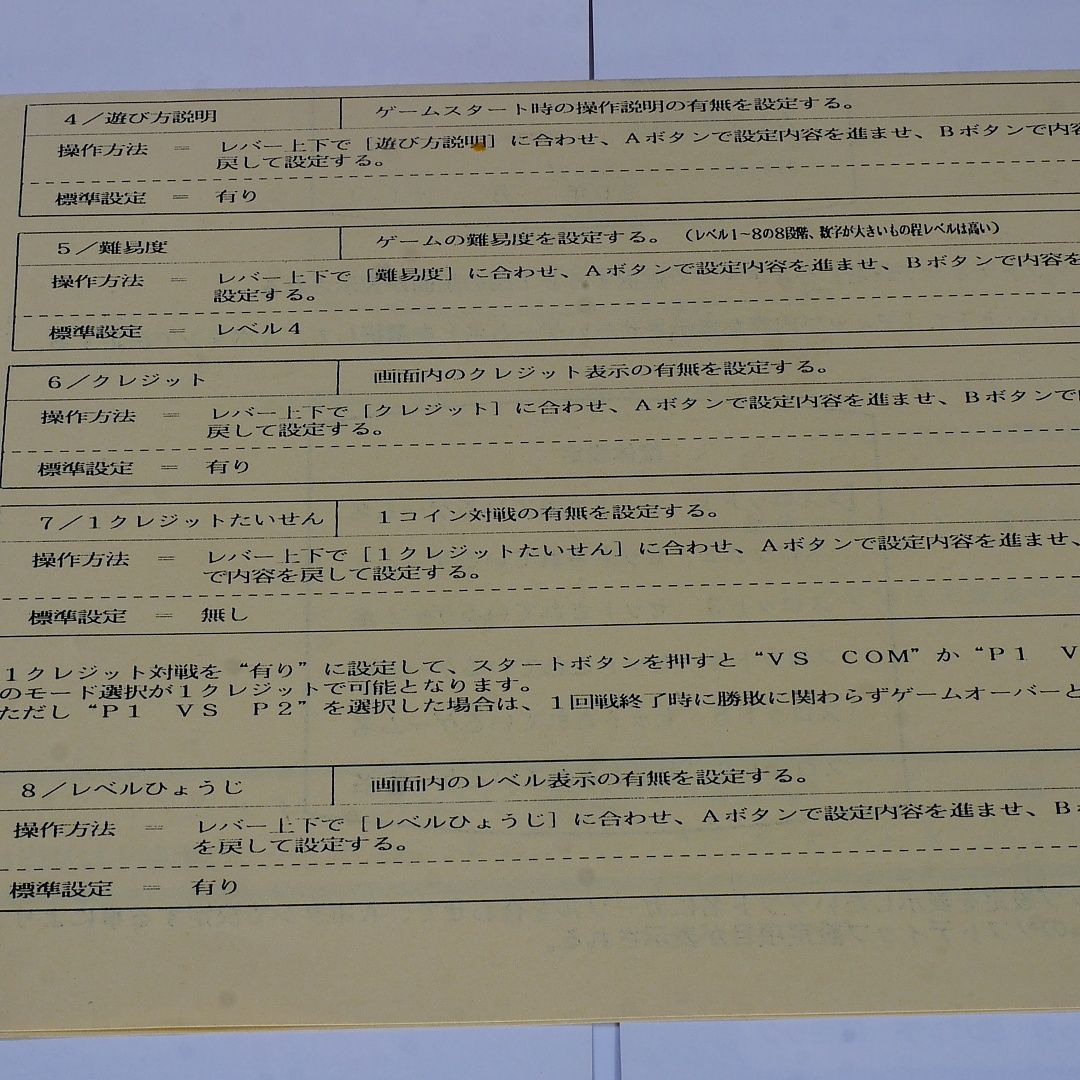 4／遊び方説明　ゲームスタート時の操作説明の有無を設定する。
操作方法　＝　レバー上下で［遊び方説明］に合わせ、Aボタンで設定内容を進ませ、Bボタンで内容
戻して設定する。
標準設定　＝　有り
5／難易度　ゲームの難易度を設定する。（レベル1～8の8段階、数字が大きいもの程レベルは高い）
操作方法　＝　レバー上下で［難易度］に合わせ、Aボタンで設定内容を進ませ、Bボタンで内容を
設定する。
標準設定　＝　レベル4
6／クレジット　画面内のクレジット表示の有無を設定する。
操作方法　＝　レバー上下で［クレジット］に合わせ、Aボタンで設定内容を進ませ、Bボタンで
戻して設定する。
標準設定　＝　有り
7／1クレジットたいせん　1コイン対戦の有無を設定する。
操作方法　＝　レバー上下で［1クレジットたいせん］に合わせ、Aボタンで設定内容を進ませ、
で内容を戻して設定する。
標準設定　＝　無し
1クレジット対戦を“有り”に設定して、スタートボタンを押すと“VS　COM”か“P1　V
のモード選択が1クレジットで可能となります。
ただし“P1　VS　P2”を選択した場合は、1回戦終了時に勝敗に関わらずゲームオーバーと
8／レベルひょうじ　画面内のレベル表示の有無を設定する。
操作方法　＝　レバー上下で［レベルひょうじ］に合わせ、Aボタンで設定内容を進ませ、B
を戻して設定する。
標準設定　＝　有り